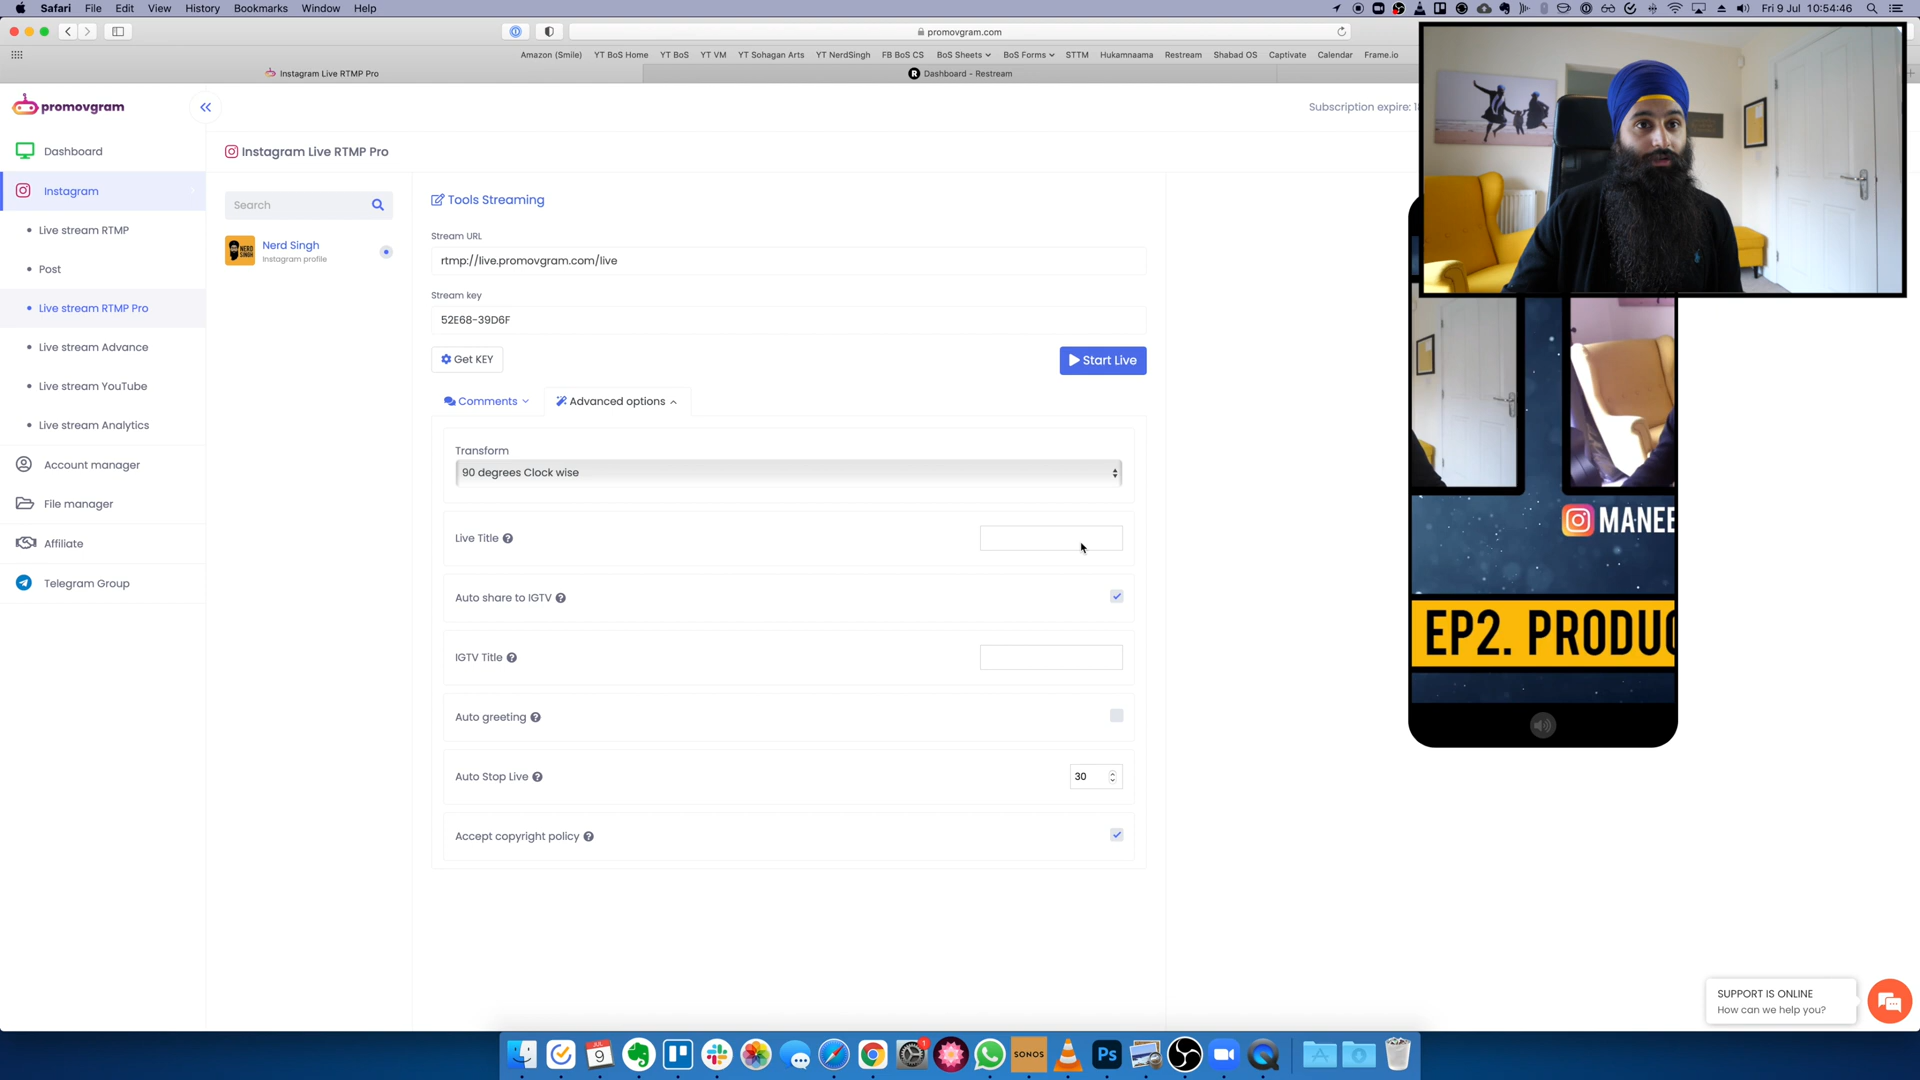 Safari File Edit View History Bookmarks Window Help
Fri 9 Jul 10:54:46
promovgram.com
Amazon (Smile) YT BoS Home YT BoS YT VM YT Sohagan Arts YT NerdSingh FB BoS CS BoS Sheets BoS Forms STTM Hukamnaama Restream Shabad OS Captivate Calendar Frame.io
Instagram Live RTMP Pro
Dashboard - Restream
promovgram
Subscription expire:
Dashboard
Instagram Live RTMP Pro
Instagram
Search
Tools Streaming
Live stream RTMP
Stream URL
Nerd Singh
Instagram profile
NERD
SINGH
rtmp://live.promovgram.com/live
Post
Stream key
Live stream RTMP Pro
52E68-39D6F
Live stream Advance
Get KEY
Start Live
Live stream YouTube
Comments
Advanced options
Live stream Analytics
Transform
Account manager
90 degrees Clock wise
File manager
Live Title
MANEE
Affiliate
Telegram Group
Auto share to IGTV
EP2. PRODUC
IGTV Title
Auto greeting
Auto Stop Live
30
Accept copyright policy
SUPPORT IS ONLINE
How can we help you?
JUL
9
1
SONOS
Ps